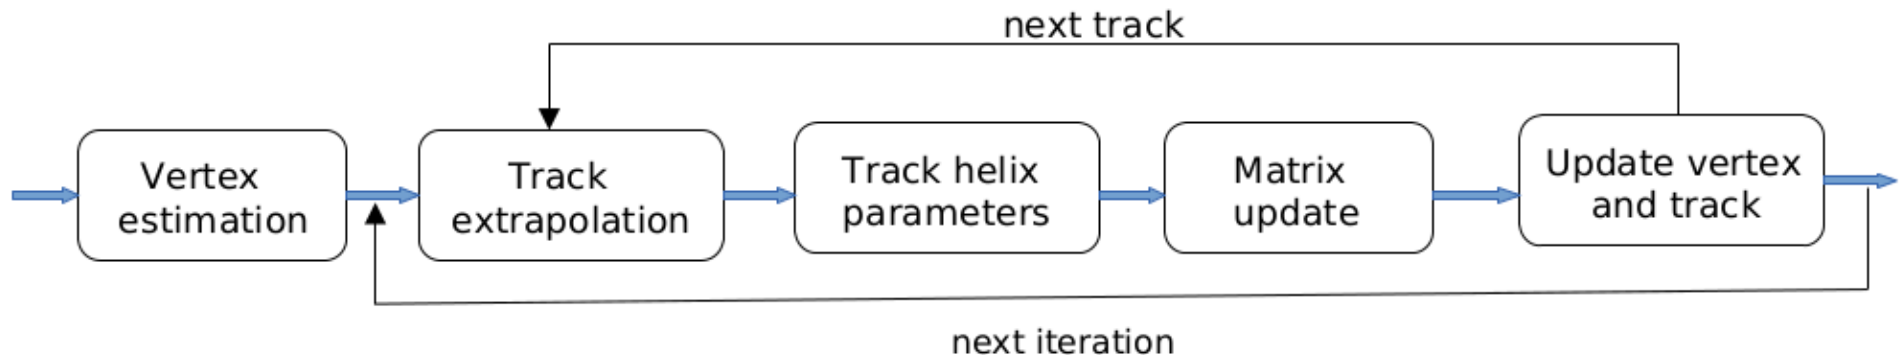 next track
Vertex
estimation
Track
extrapolation
Track helix
parameters
Matrix
update
Update vertex
and track
next iteration